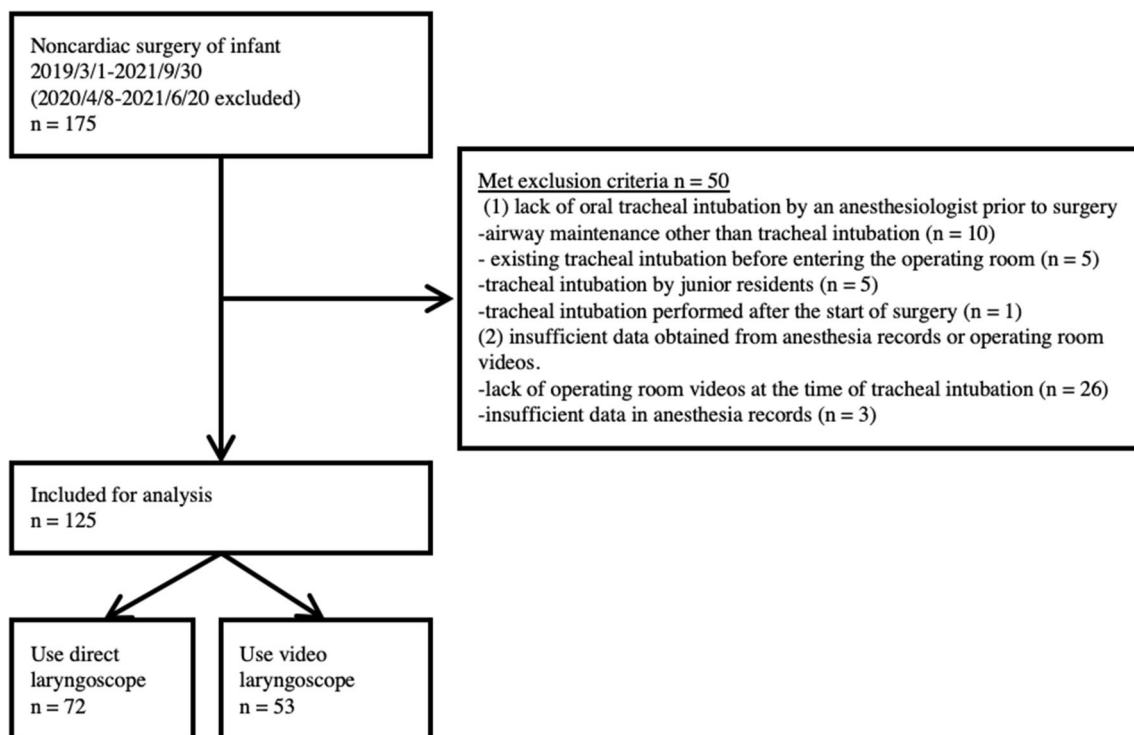 Noncardiac surgery of infant
2019/3/1-2021/9/30
(2020/4/8-2021/6/20 excluded)
n = 175
Met exclusion criteria n = 50
(1) lack of oral tracheal intubation by an anesthesiologist prior to surgery
-airway maintenance other than tracheal intubation (n = 10)
- existing tracheal intubation before entering the operating room (n = 5)
-tracheal intubation by junior residents (n = 5)
-tracheal intubation performed after the start of surgery (n = 1)
(2) insufficient data obtained from anesthesia records or operating room
videos.
-lack of operating room videos at the time of tracheal intubation (n = 26)
-insufficient data in anesthesia records (n = 3)
Included for analysis
n = 125
Use direct
laryngoscope
n = 72
Use video
laryngoscope
n = 53